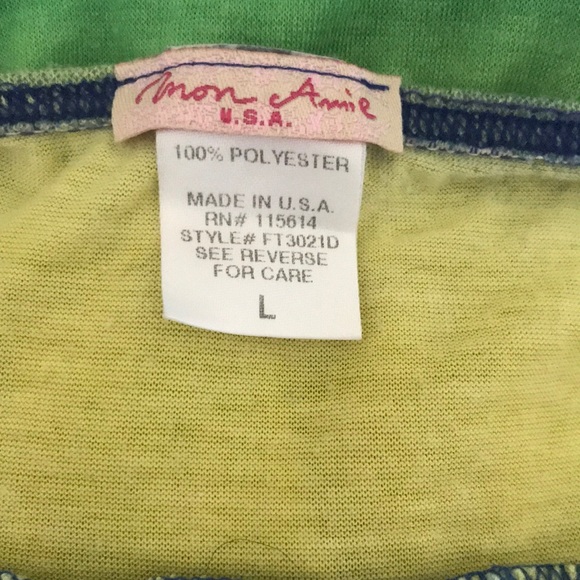 mon Amie
U.S.A.
100% POLYESTER
MADE IN U.S.A.
RN# 115614
STYLE# FT3021D
SEE REVERSE
FOR CARE
L